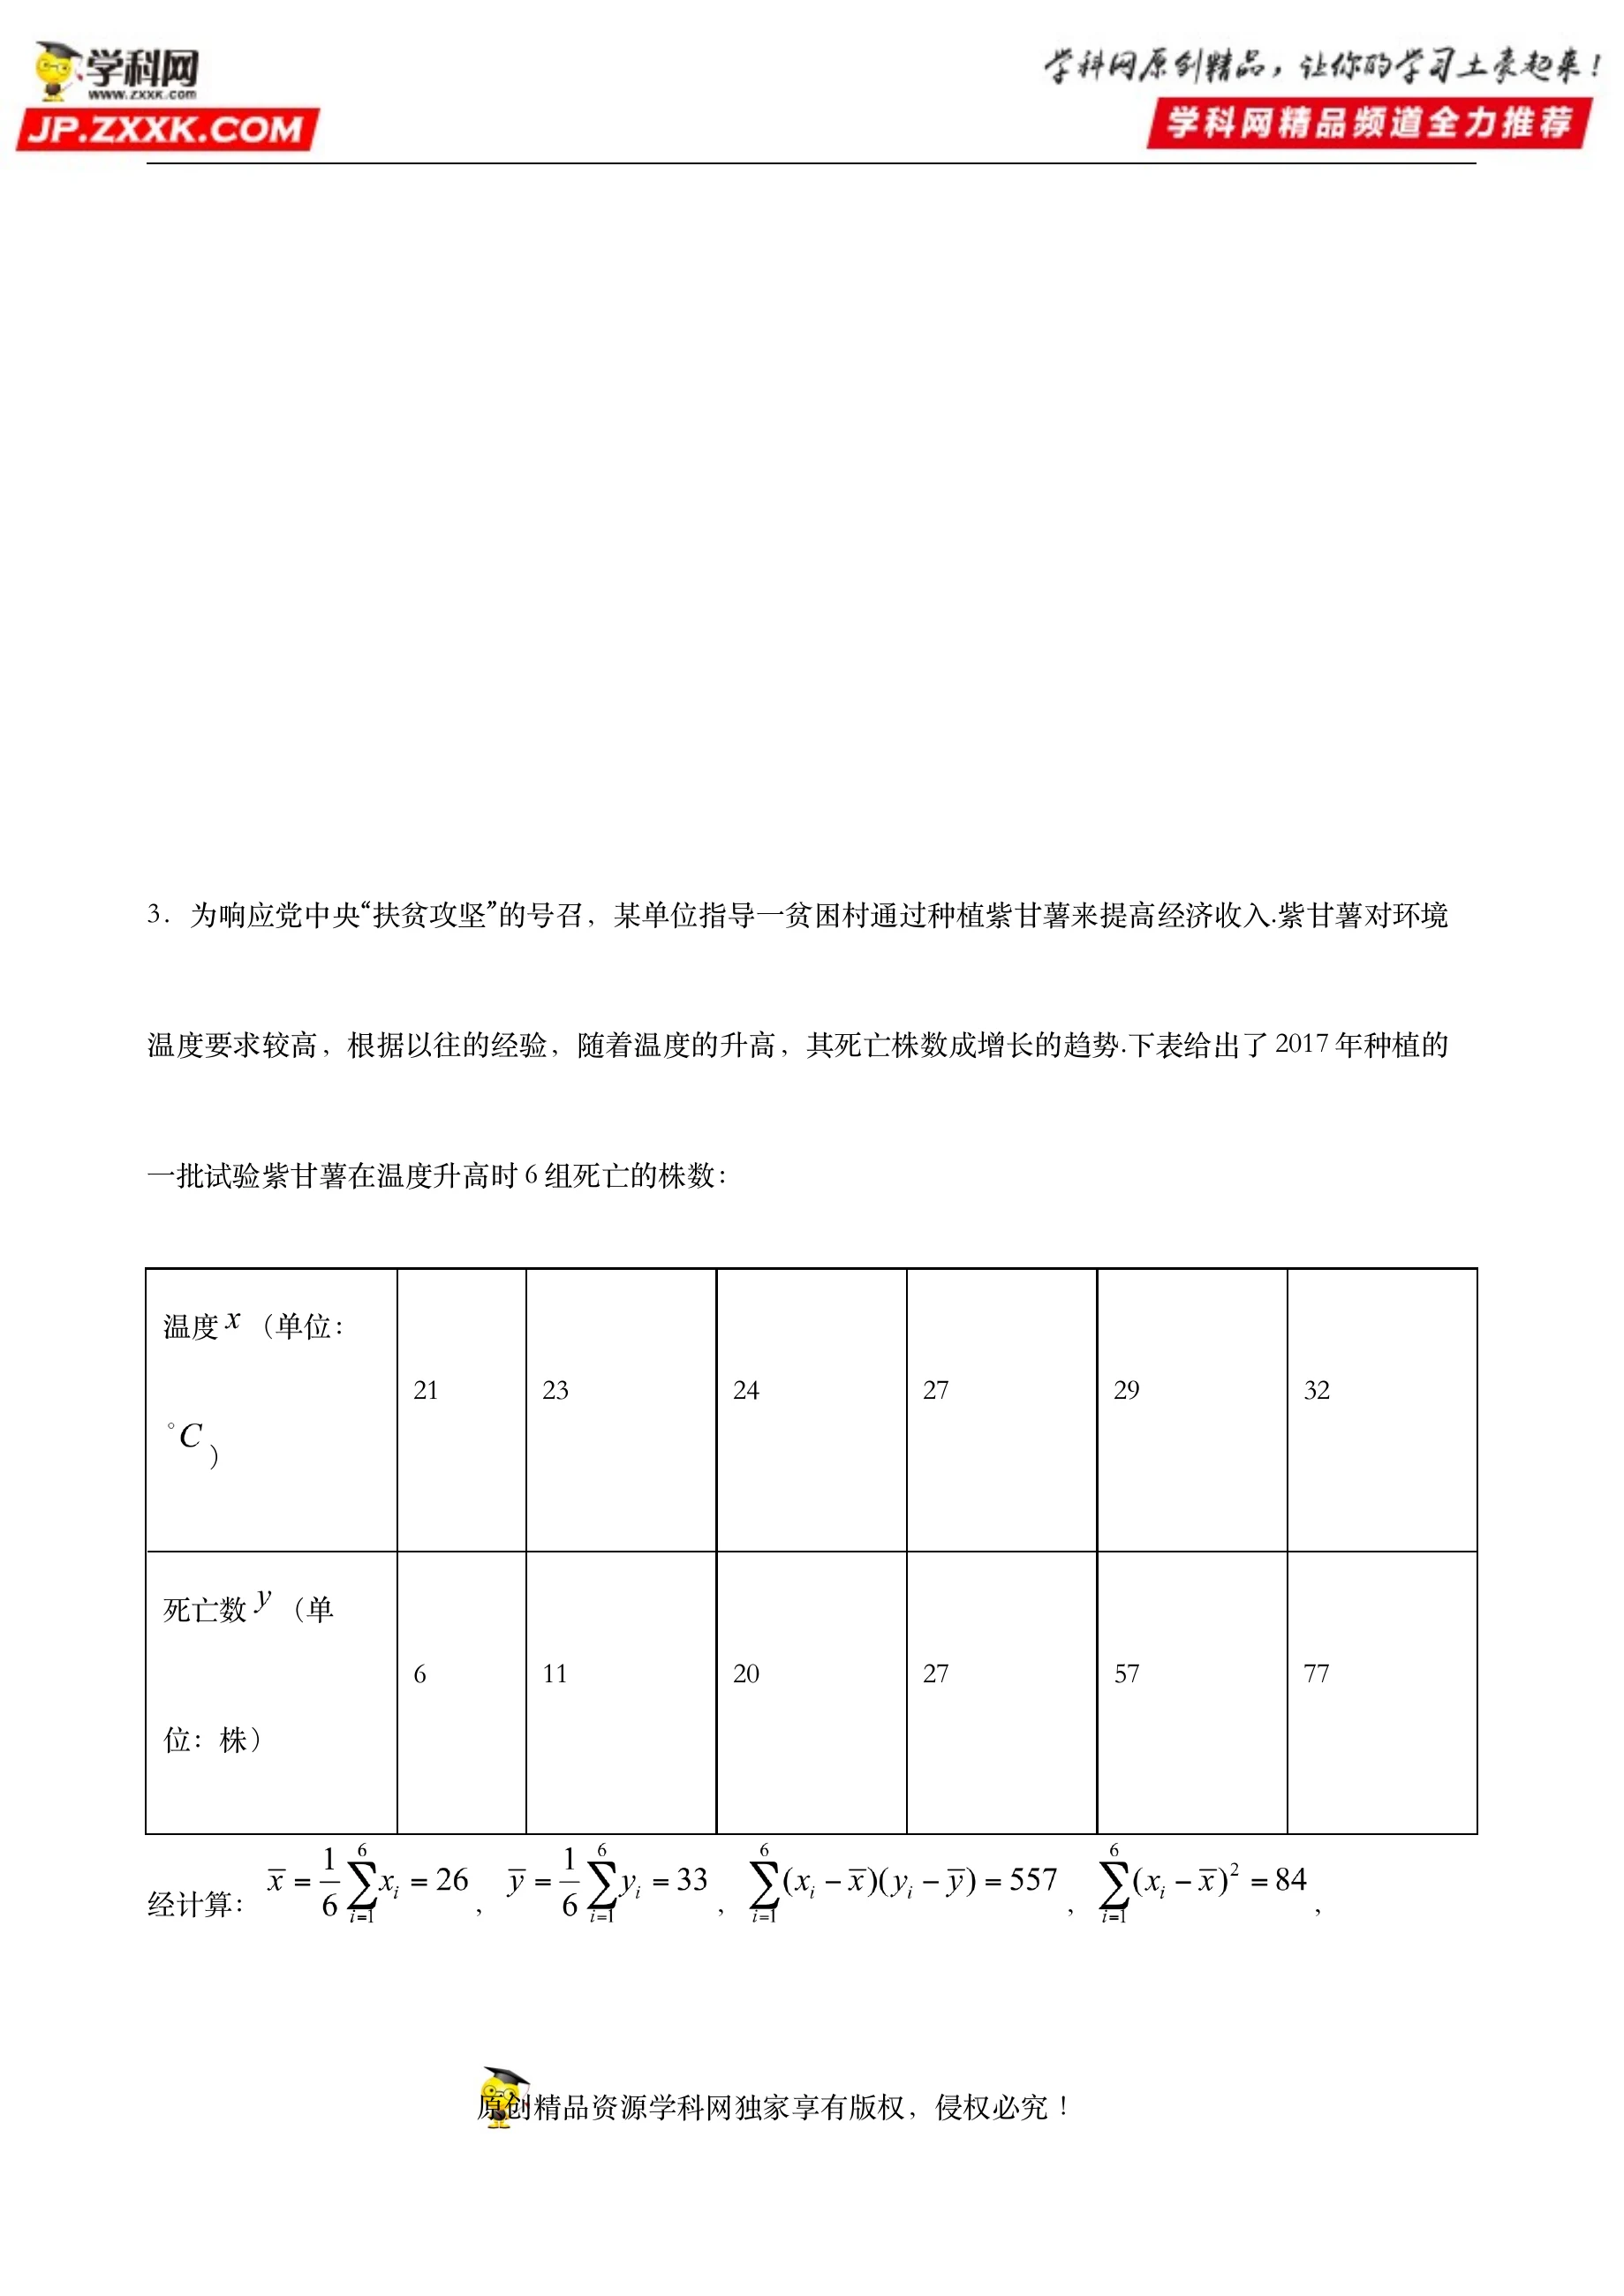 学科网
www.zxxk.com
JP.ZXXK.COM
学科网原创精品，让你的学习土豪起来！
学科网精品频道全力推荐
3．为响应党中央“扶贫攻坚”的号召，某单位指导一贫困村通过种植紫甘薯来提高经济收入.紫甘薯对环境
温度要求较高，根据以往的经验，随着温度的升高，其死亡株数成增长的趋势.下表给出了 2017 年种植的
一批试验紫甘薯在温度升高时 6 组死亡的株数：
温度 x （单位： °C ） 21 23 24 27 29 32
死亡数 y （单位：株） 6 11 20 27 57 77
经计算： x̄ = 1/6 ∑_{i=1}^{6} x_i = 26 ， ȳ = 1/6 ∑_{i=1}^{6} y_i = 33 ， ∑_{i=1}^{6} (x_i − x̄)(y_i − ȳ) = 557 ， ∑_{i=1}^{6} (x_i − x̄)² = 84 ，
原创精品资源学科网独家享有版权，侵权必究！